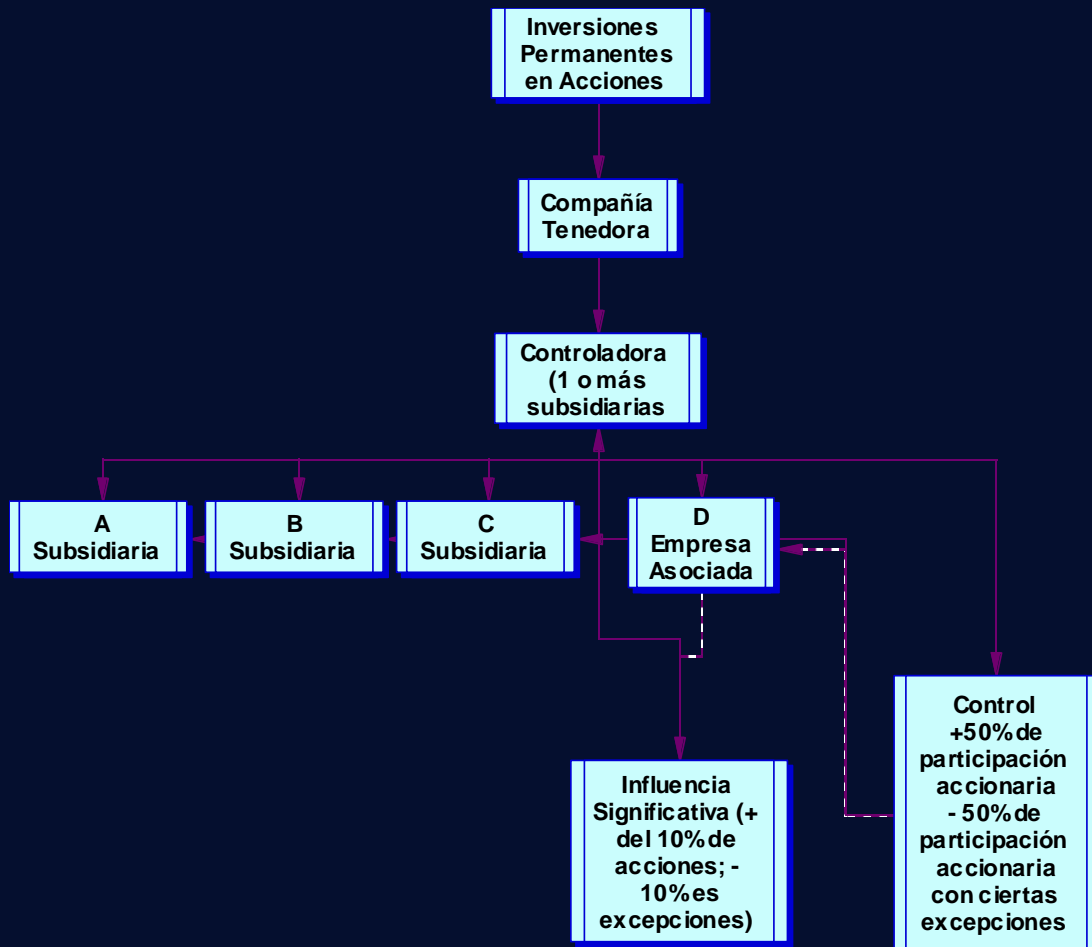 Inversiones
Permanentes
en Acciones
Compañía
Tenedora
Controladora
(1 o más
subsidiarias
A
Subsidiaria
B
Subsidiaria
C
Subsidiaria
D
Empresa
Asociada
Influencia
Significativa (+
del 10% de
acciones; -
10% es
excepciones)
Control
+50% de
participación
accionaria
- 50% de
participación
accionaria
con ciertas
excepciones